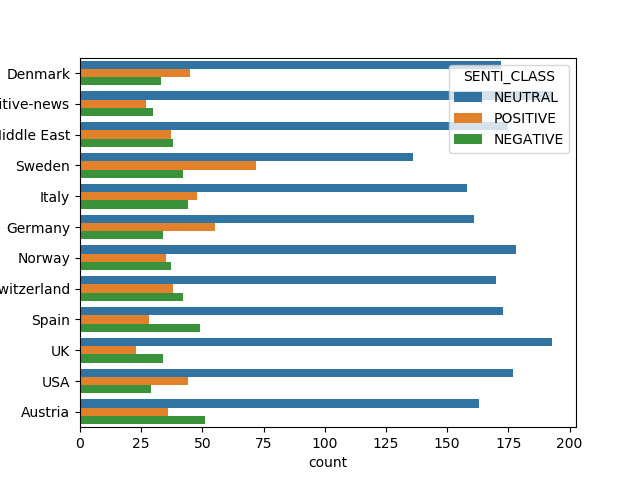 SENTI_CLASS
NEUTRAL
POSITIVE
NEGATIVE
Denmark
itive-news
iddle East
Sweden
Italy
Germany
Norway
witzerland
Spain
UK
USA
Austria
0 25 50 75 100 125 150 175 200
count